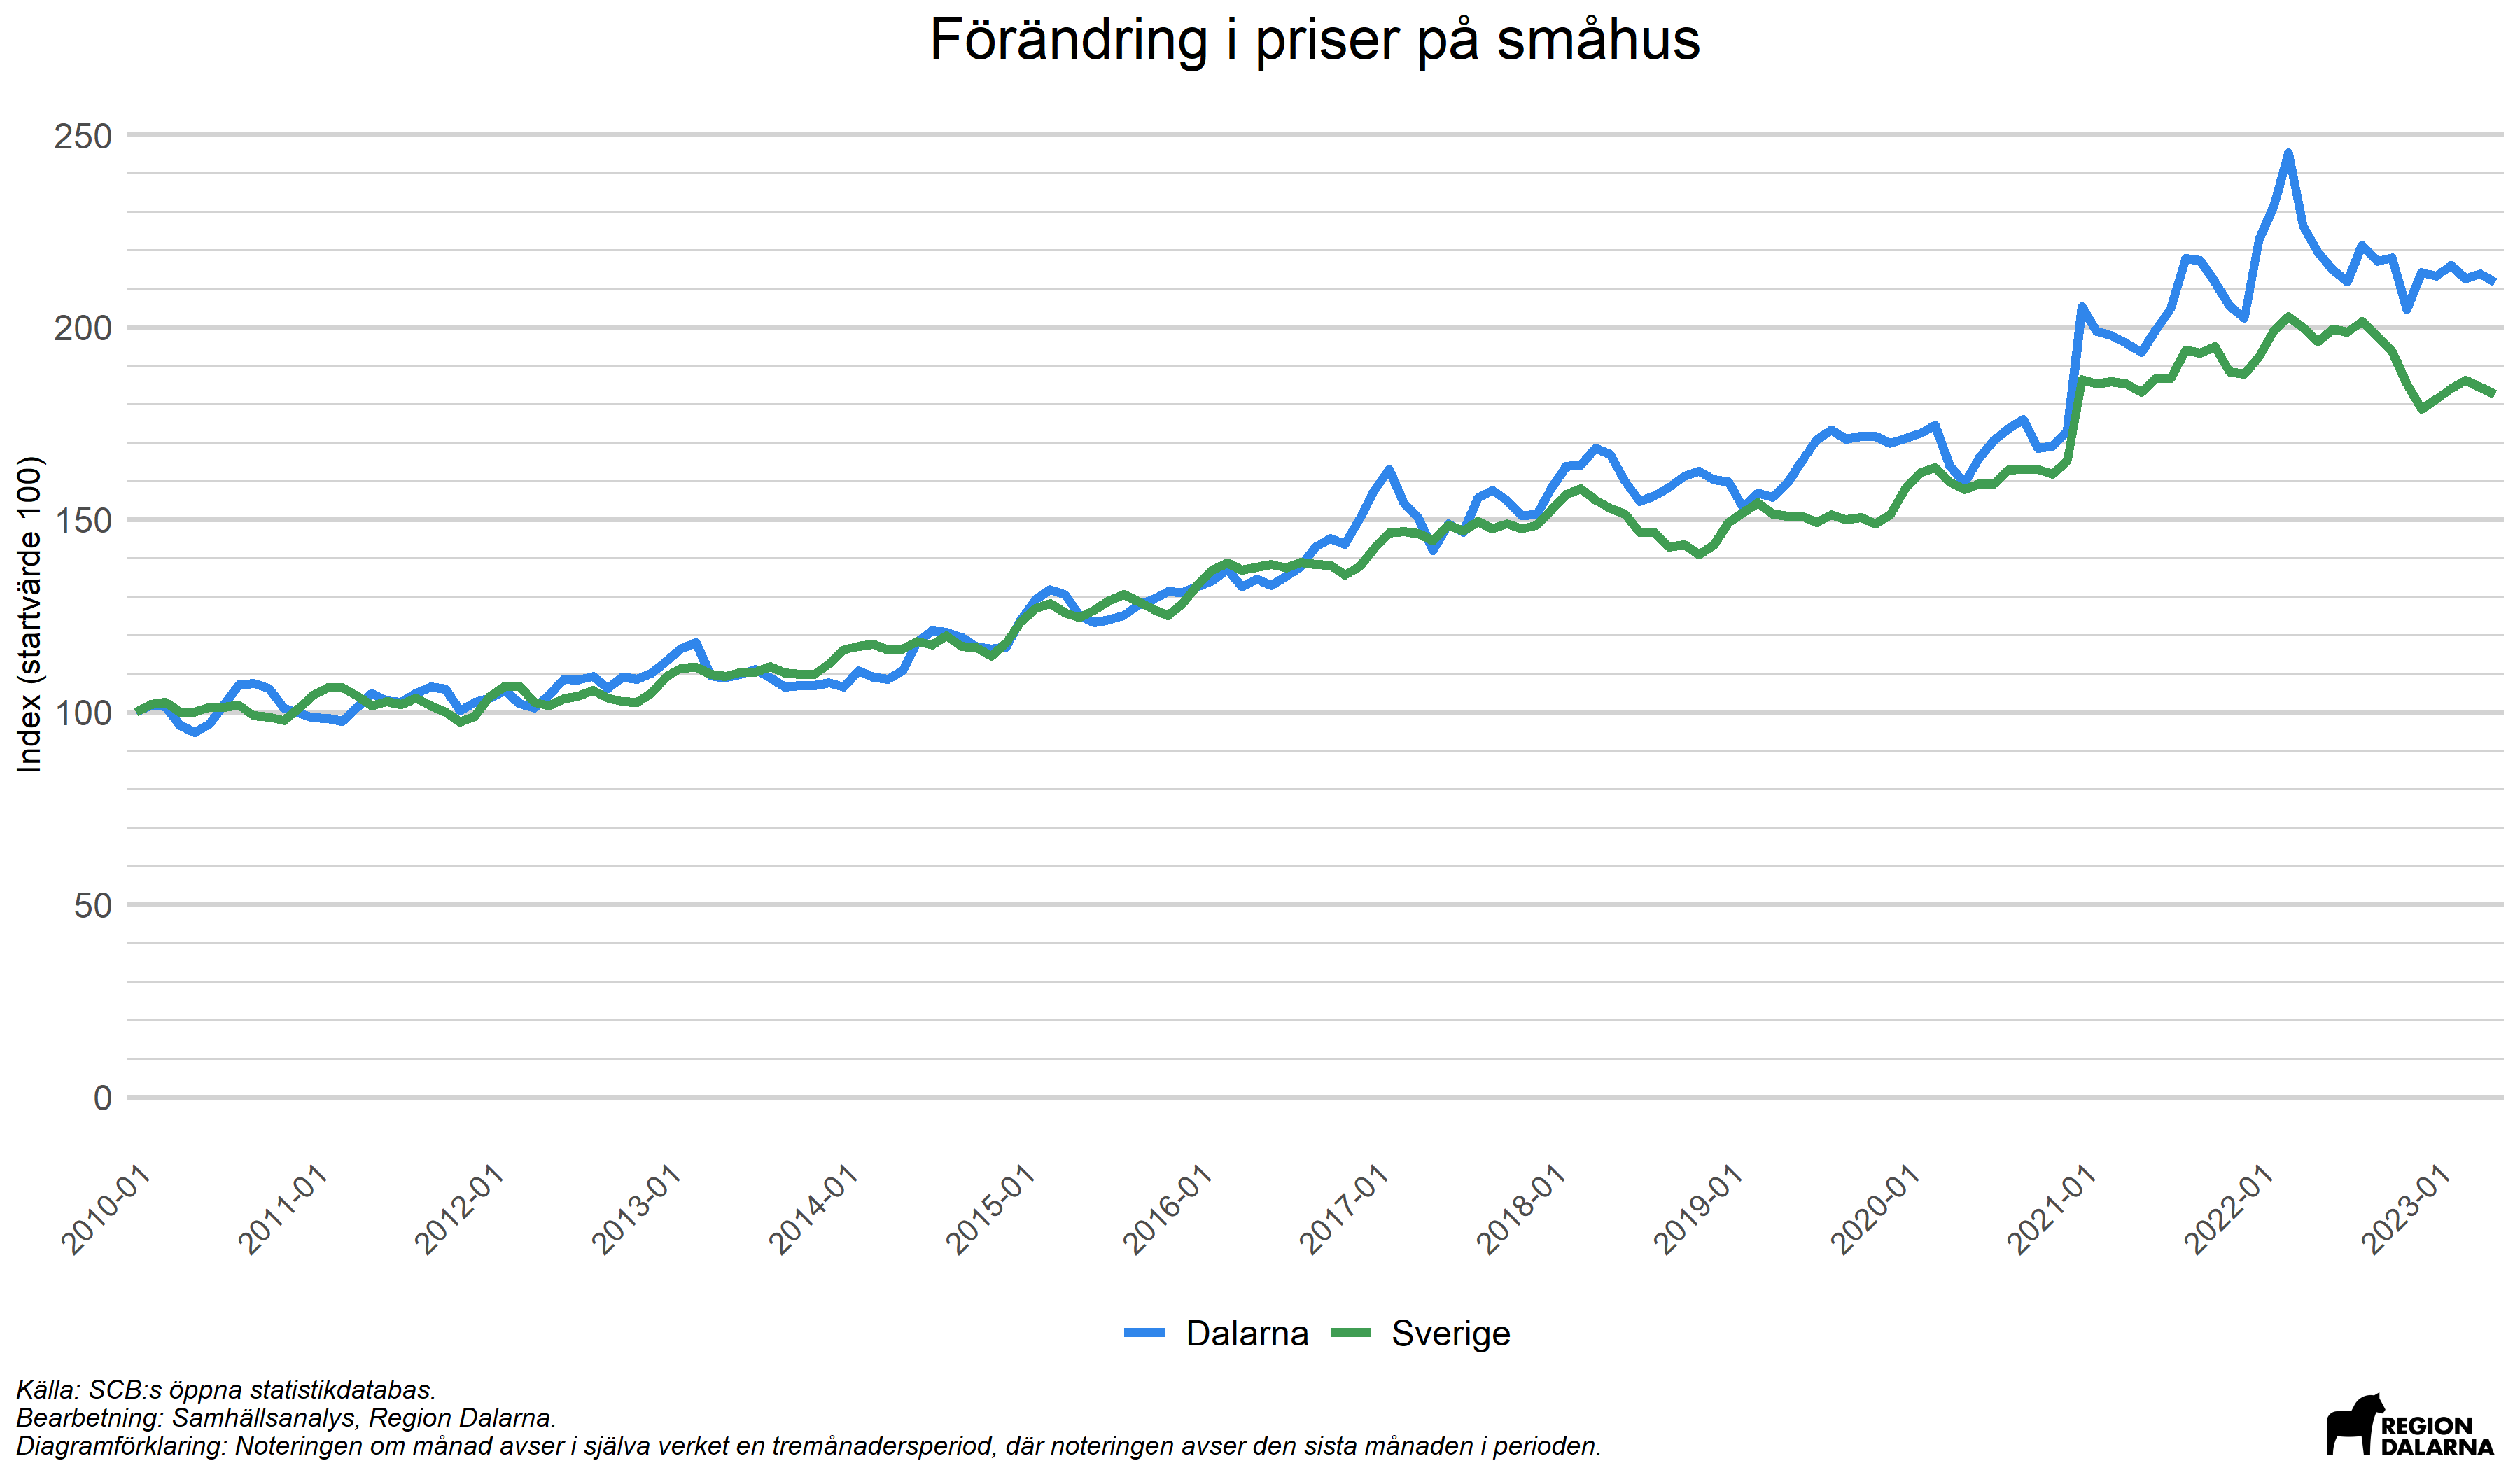 Förändring i priser på småhus
Index (startvärde 100)
250
200
150
100
50
0
2010-01
2011-01
2012-01
2013-01
2014-01
2015-01
2016-01
2017-01
2018-01
2019-01
2020-01
2021-01
2022-01
2023-01
Dalarna
Sverige
Källa: SCB:s öppna statistikdatabas.
Bearbetning: Samhällsanalys, Region Dalarna.
Diagramförklaring: Noteringen om månad avser i själva verket en tremånadersperiod, där noteringen avser den sista månaden i perioden.
REGION
DALARNA